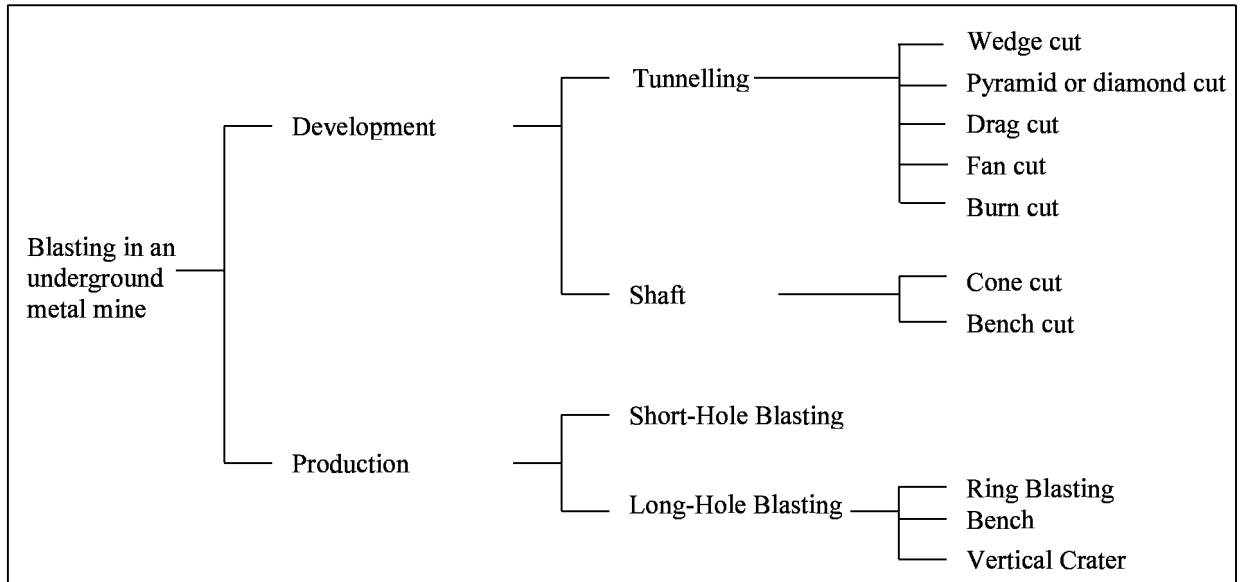 Blasting in an
underground
metal mine
Development
Tunnelling
Wedge cut
Pyramid or diamond cut
Drag cut
Fan cut
Burn cut
Shaft
Cone cut
Bench cut
Production
Short-Hole Blasting
Long-Hole Blasting
Ring Blasting
Bench
Vertical Crater